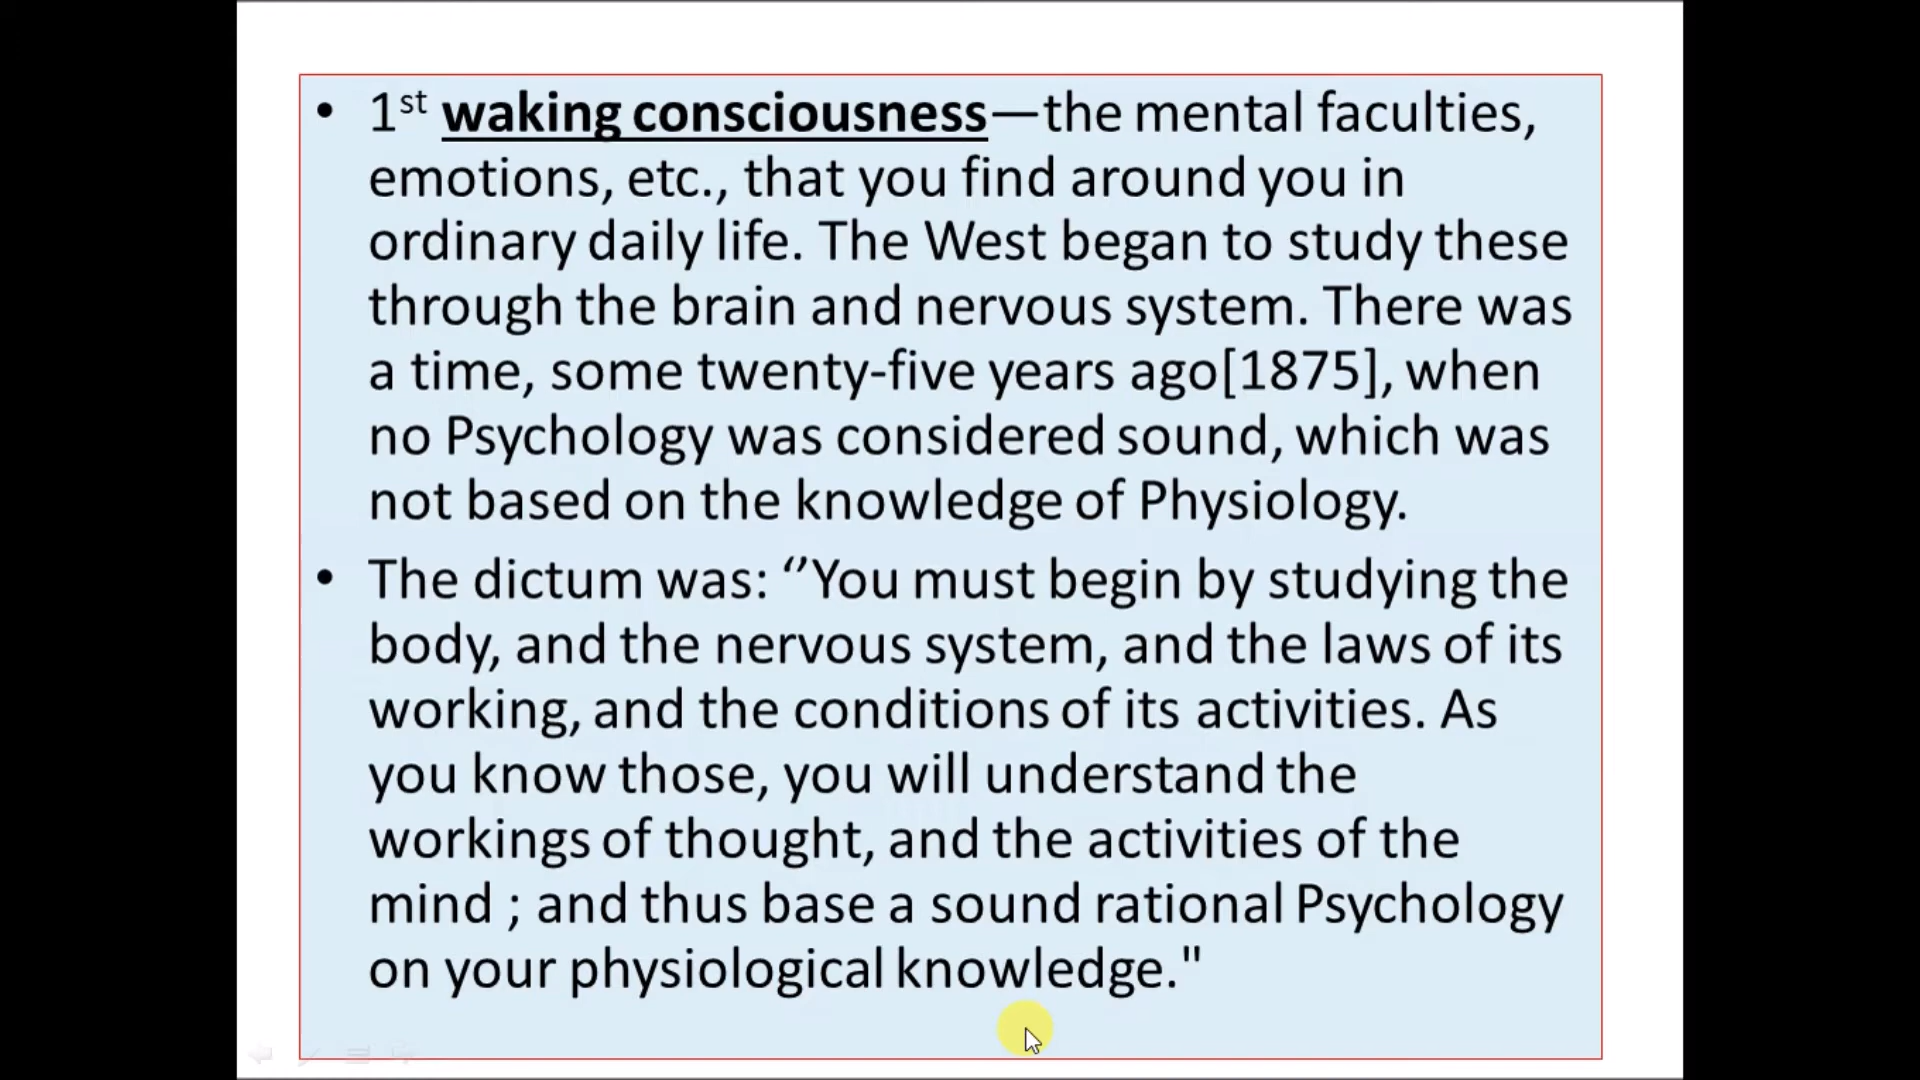 • 1st waking consciousness—the mental faculties,
emotions, etc., that you find around you in
ordinary daily life. The West began to study these
through the brain and nervous system. There was
a time, some twenty-five years ago[1875], when
no Psychology was considered sound, which was
not based on the knowledge of Physiology.
• The dictum was: ‘’You must begin by studying the
body, and the nervous system, and the laws of its
working, and the conditions of its activities. As
you know those, you will understand the
workings of thought, and the activities of the
mind ; and thus base a sound rational Psychology
on your physiological knowledge."